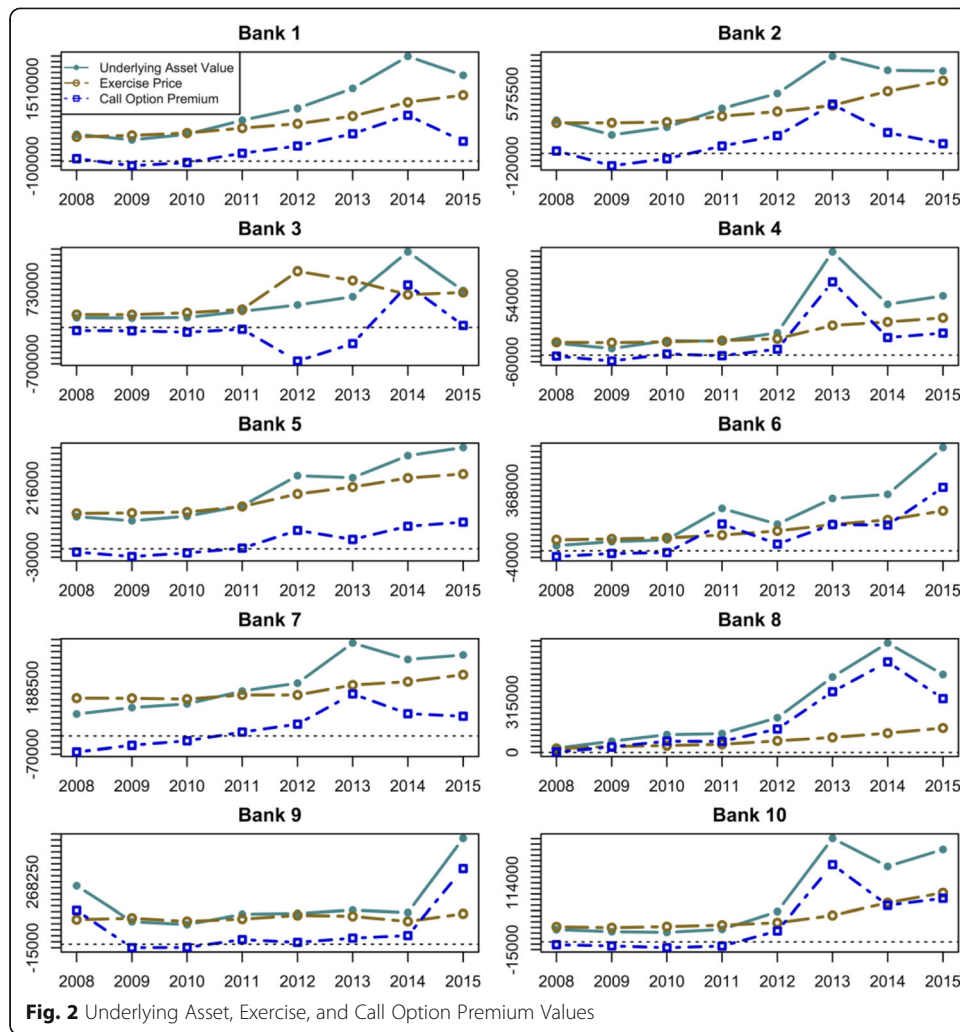 Bank 1
Underlying Asset Value
Exercise Price
Call Option Premium
-100000 1510000
2008 2009 2010 2011 2012 2013 2014 2015
Bank 2
-120000 575500
2008 2009 2010 2011 2012 2013 2014 2015
Bank 3
-700000 730000
2008 2009 2010 2011 2012 2013 2014 2015
Bank 4
-60000 544000
2008 2009 2010 2011 2012 2013 2014 2015
Bank 5
-30000 216000
2008 2009 2010 2011 2012 2013 2014 2015
Bank 6
-40000 368000
2008 2009 2010 2011 2012 2013 2014 2015
Bank 7
-70000 188500
2008 2009 2010 2011 2012 2013 2014 2015
Bank 8
0 315000
2008 2009 2010 2011 2012 2013 2014 2015
Bank 9
-15000 268250
2008 2009 2010 2011 2012 2013 2014 2015
Bank 10
-15000 114000
2008 2009 2010 2011 2012 2013 2014 2015
Fig. 2 Underlying Asset, Exercise, and Call Option Premium Values